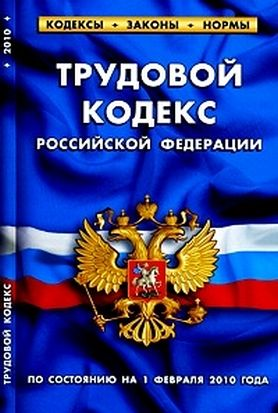 КОДЕКСЫ + ЗАКОНЫ + НОРМЫ
ТРУДОВОЙ
КОДЕКС
РОССИЙСКОЙ ФЕДЕРАЦИИ
ПО СОСТОЯНИЮ НА 1 ФЕВРАЛЯ 2010 ГОДА
+ 2010 +
ТРУДОВОЙ КОДЕКС